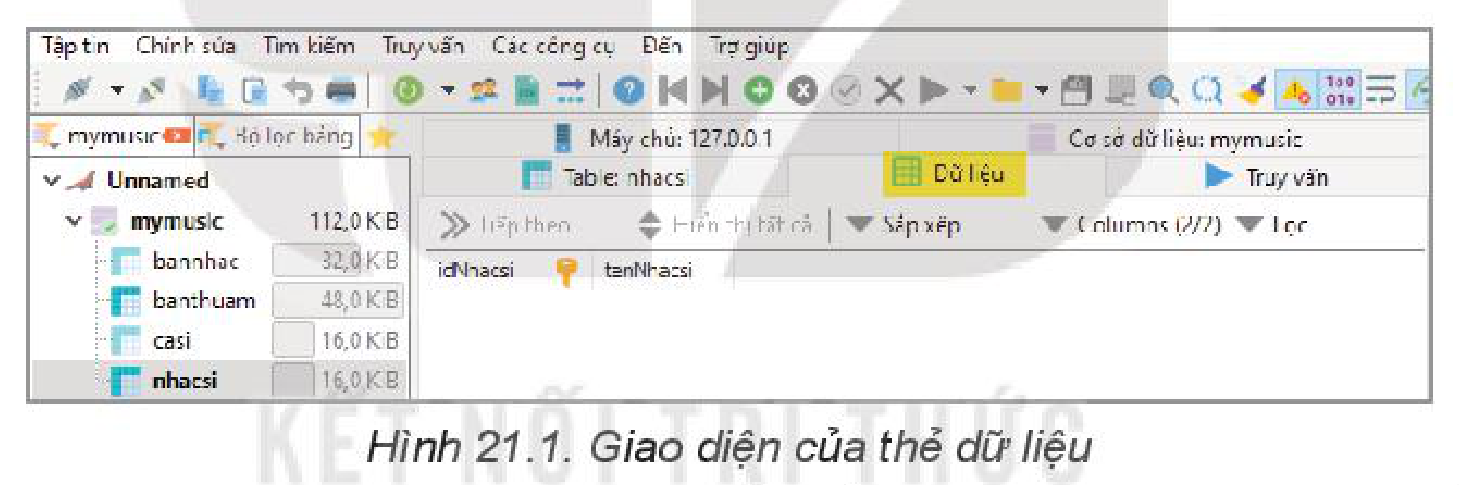 Tập tin Chỉnh sửa Tìm kiếm Truy vấn Các công cụ Đến Trợ giúp
mymusic Bộ lọc bảng
Máy chủ: 127.0.0.1 Cơ sở dữ liệu: mymusic
Table: nhacsi Dữ liệu Truy vấn
Unnamed
mymusic 112,0 KiB
Tiếp theo Hiển thị tất cả Sắp xếp Columns (2/2) Lọc
bannhac 32,0 KiB
idNhacsi tenNhacsi
banthuam 48,0 KiB
casi 16,0 KiB
nhacsi 16,0 KiB
KẾT NỐI TRI THỨC
Hình 21.1. Giao diện của thẻ dữ liệu